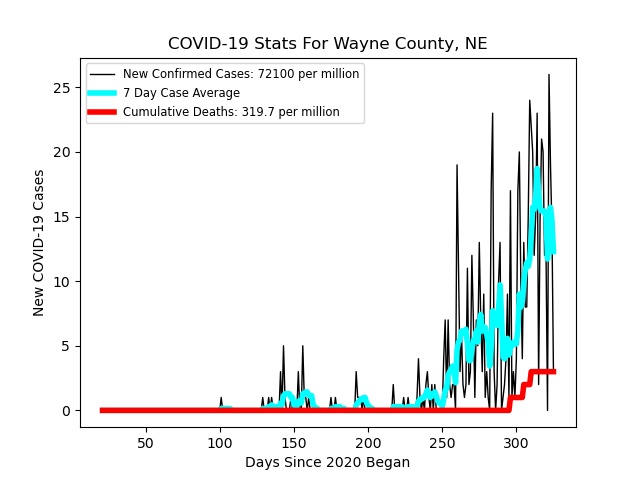 COVID-19 Stats For Wayne County, NE
New Confirmed Cases: 72100 per million
7 Day Case Average
Cumulative Deaths: 319.7 per million
New COVID-19 Cases
25
20
15
10
5
0
50 100 150 200 250 300
Days Since 2020 Began